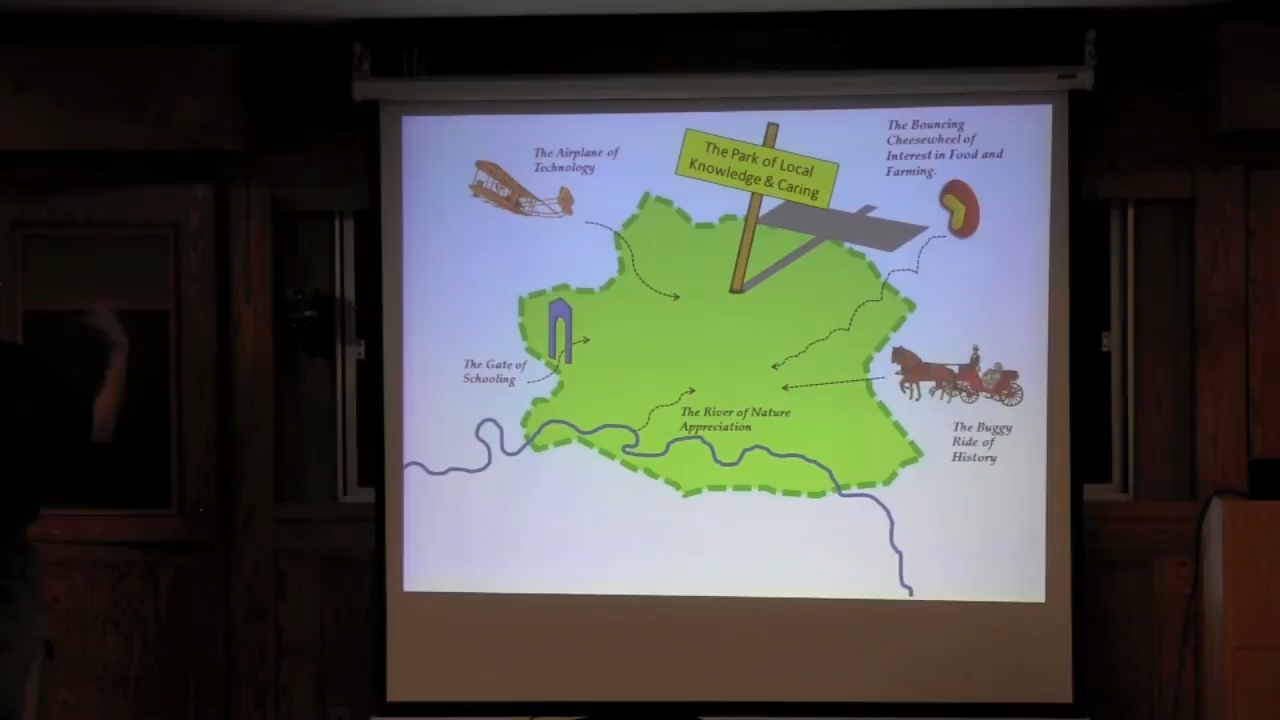 The Airplane of
Technology
The Park of Local
Knowledge & Caring
The Bouncing
Cheesewheel of
Interest in Food and
Farming.
The Gate of
Schooling
The River of Nature
Appreciation
The Buggy
Ride of
History